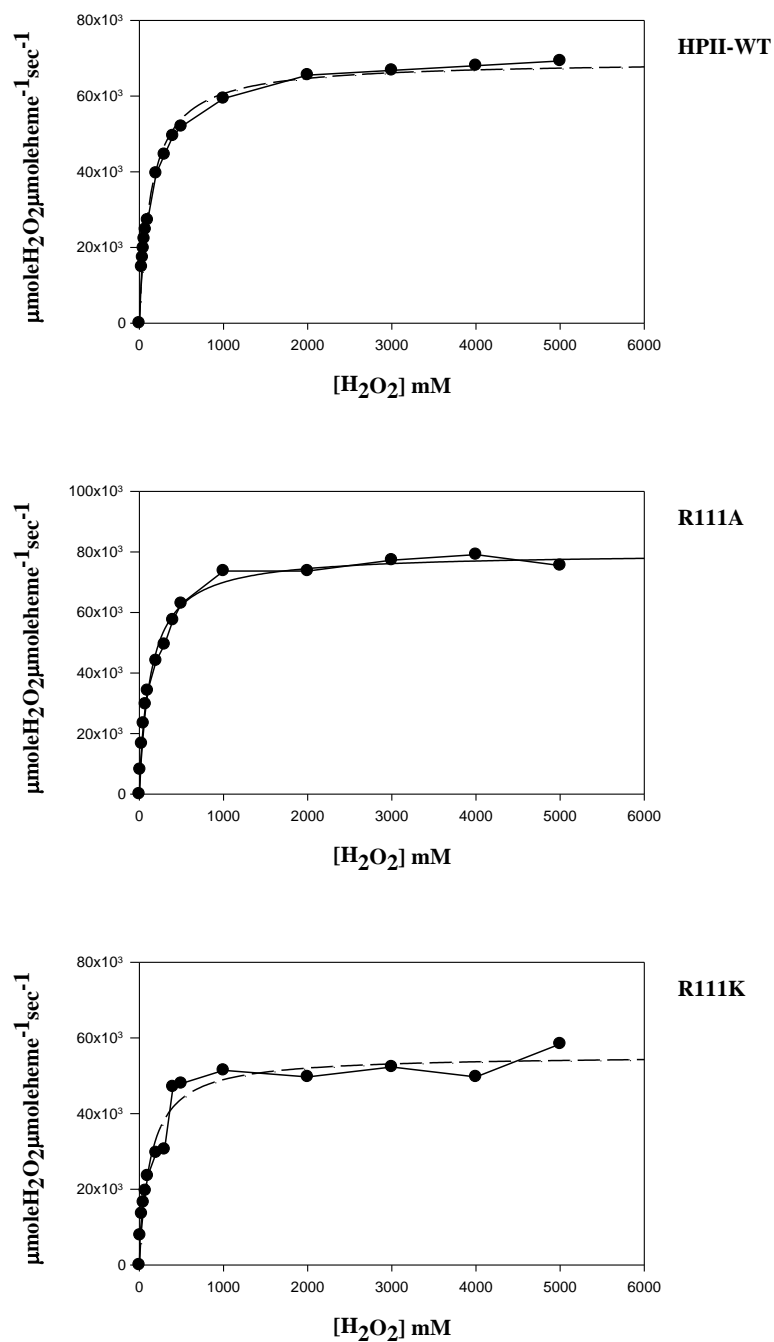 HPII-WT
µmoleH2O2µmoleheme-1sec-1
80x10³
60x10³
40x10³
20x10³
0
0 1000 2000 3000 4000 5000 6000
[H2O2] mM
R111A
µmoleH2O2µmoleheme-1sec-1
100x10³
80x10³
60x10³
40x10³
20x10³
0
0 1000 2000 3000 4000 5000 6000
[H2O2] mM
R111K
µmoleH2O2µmoleheme-1sec-1
80x10³
60x10³
40x10³
20x10³
0
0 1000 2000 3000 4000 5000 6000
[H2O2] mM